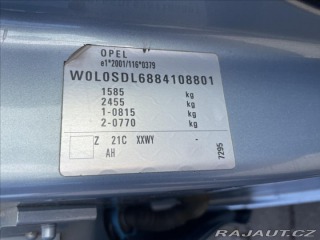 OPEL
e1*2001/116*0379
W0L0SDL6884108801
1585 kg
2455 kg
1-0815 kg
2-0770 kg
Z 21C XXWY -
AH
7295
RAJAUT.CZ